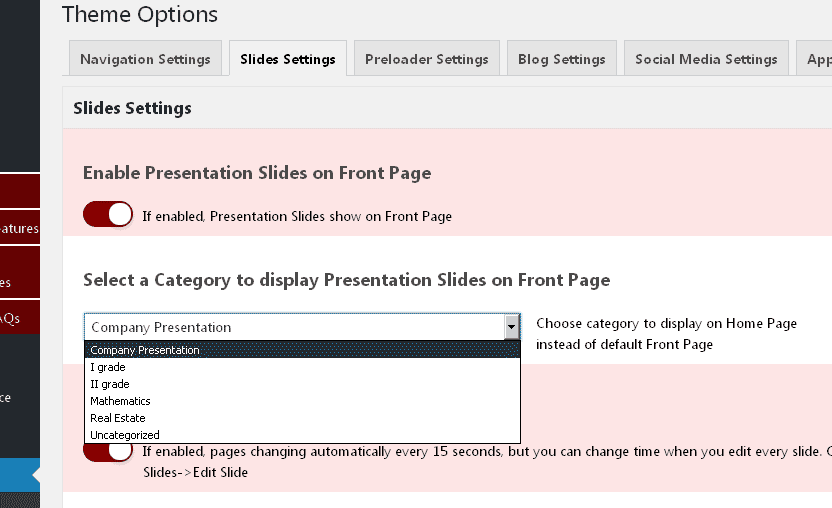 Theme Options
Navigation Settings
Slides Settings
Preloader Settings
Blog Settings
Social Media Settings
App
Slides Settings
Enable Presentation Slides on Front Page
If enabled, Presentation Slides show on Front Page
eatures
es
AQs
ce
Select a Category to display Presentation Slides on Front Page
Company Presentation
Choose category to display on Home Page
instead of default Front Page
Company Presentation
I grade
II grade
Mathematics
Real Estate
Uncategorized
If enabled, pages changing automatically every 15 seconds, but you can change time when you edit every slide.
Slides->Edit Slide